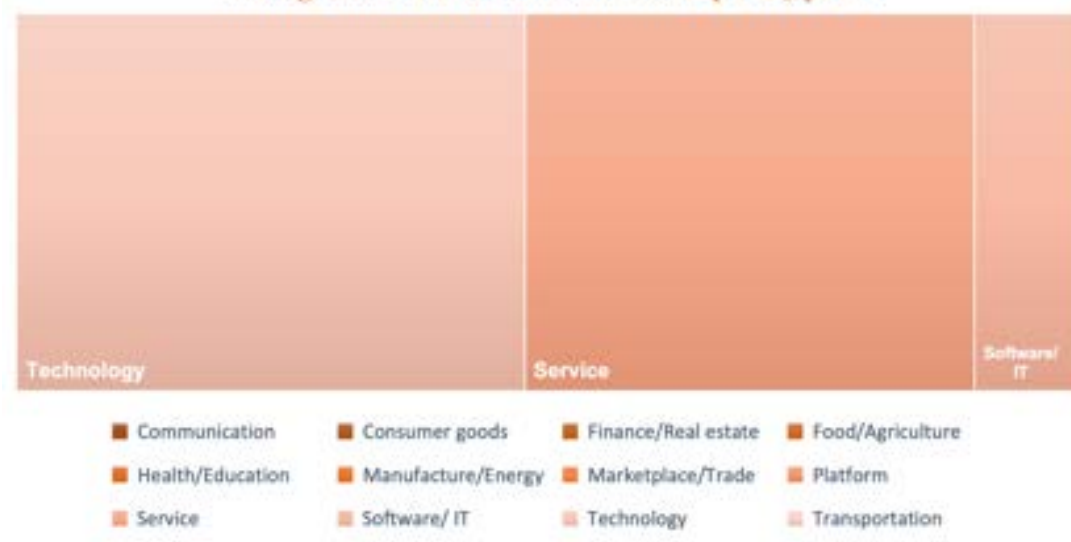 Technology
Service
Software/
IT
Communication Consumer goods Finance/Real estate Food/Agriculture
Health/Education Manufacture/Energy Marketplace/Trade Platform
Service Software/ IT Technology Transportation